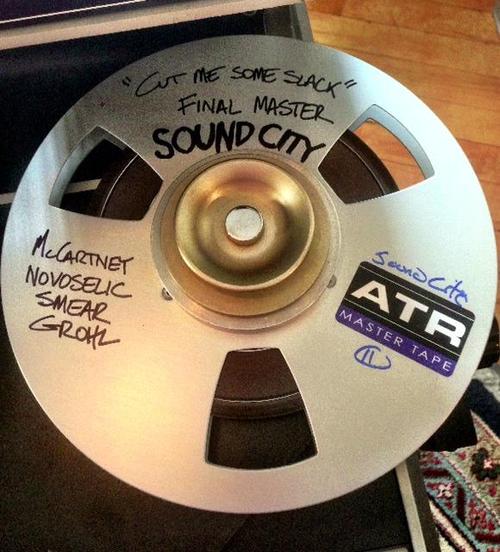 "CUT ME SOME SLACK"
FINAL MASTER
SOUND CITY
McCARTNEY
NOVOSELIC
SMEAR
GROHL
Sound City
ATR
MASTER TAPE